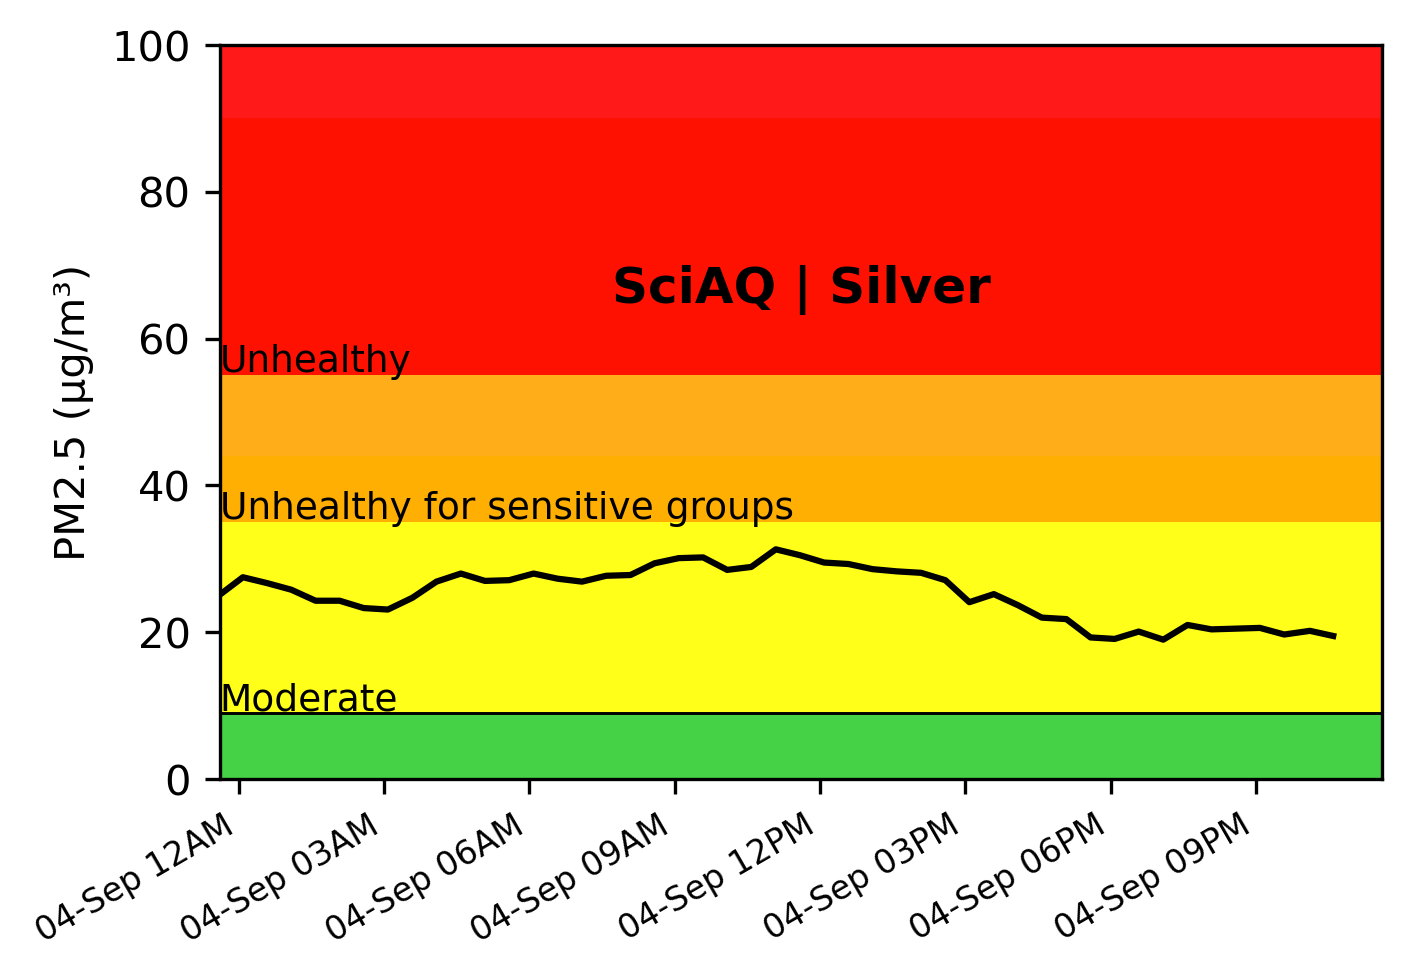 100
80
60
40
20
0
PM2.5 (μg/m³)
SciAQ | Silver
Unhealthy
Unhealthy for sensitive groups
Moderate
04-Sep 12AM
04-Sep 03AM
04-Sep 06AM
04-Sep 09AM
04-Sep 12PM
04-Sep 03PM
04-Sep 06PM
04-Sep 09PM